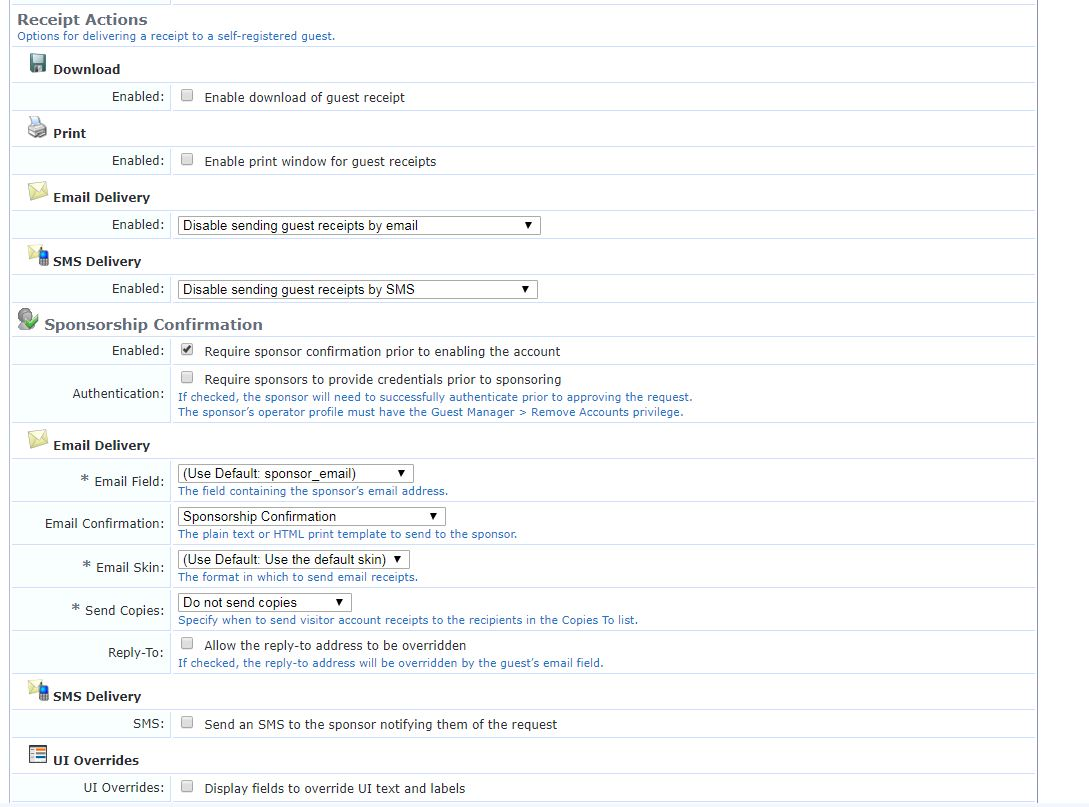 Receipt Actions
Options for delivering a receipt to a self-registered guest.
Download
Enabled: Enable download of guest receipt
Print
Enabled: Enable print window for guest receipts
Email Delivery
Enabled: Disable sending guest receipts by email
SMS Delivery
Enabled: Disable sending guest receipts by SMS
Sponsorship Confirmation
Enabled: Require sponsor confirmation prior to enabling the account
Authentication: Require sponsors to provide credentials prior to sponsoring
If checked, the sponsor will need to successfully authenticate prior to approving the request.
The sponsor's operator profile must have the Guest Manager > Remove Accounts privilege.
Email Delivery
* Email Field: (Use Default: sponsor_email)
The field containing the sponsor's email address.
Email Confirmation: Sponsorship Confirmation
The plain text or HTML print template to send to the sponsor.
* Email Skin: (Use Default: Use the default skin)
The format in which to send email receipts.
* Send Copies: Do not send copies
Specify when to send visitor account receipts to the recipients in the Copies To list.
Reply-To: Allow the reply-to address to be overridden
If checked, the reply-to address will be overridden by the guest's email field.
SMS Delivery
SMS: Send an SMS to the sponsor notifying them of the request
UI Overrides
UI Overrides: Display fields to override UI text and labels